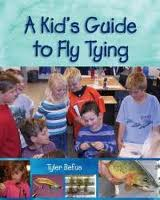 A Kid's Guide
to Fly Tying
Tyler Befus